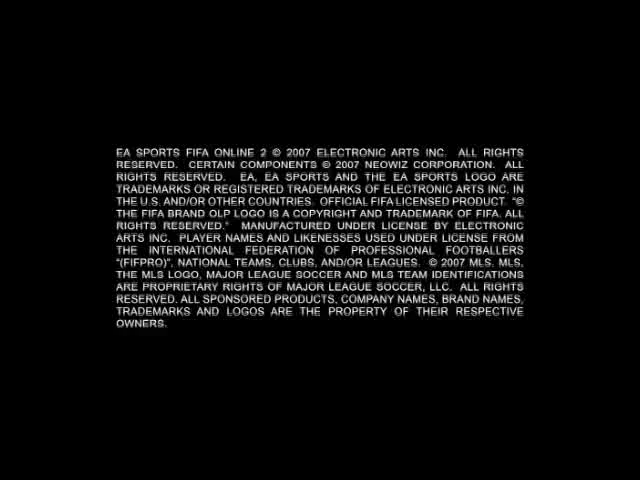 EA SPORTS FIFA ONLINE 2 © 2007 ELECTRONIC ARTS INC. ALL RIGHTS
RESERVED. CERTAIN COMPONENTS © 2007 NEOWIZ CORPORATION. ALL
RIGHTS RESERVED. EA, EA SPORTS AND THE EA SPORTS LOGO ARE
TRADEMARKS OR REGISTERED TRADEMARKS OF ELECTRONIC ARTS INC. IN
THE U.S. AND/OR OTHER COUNTRIES. OFFICIAL FIFA LICENSED PRODUCT. "©
THE FIFA BRAND OLP LOGO IS A COPYRIGHT AND TRADEMARK OF FIFA. ALL
RIGHTS RESERVED." MANUFACTURED UNDER LICENSE BY ELECTRONIC
ARTS INC. PLAYER NAMES AND LIKENESSES USED UNDER LICENSE FROM
THE INTERNATIONAL FEDERATION OF PROFESSIONAL FOOTBALLERS
"(FIFPRO)", NATIONAL TEAMS, CLUBS, AND/OR LEAGUES. © 2007 MLS. MLS,
THE MLS LOGO, MAJOR LEAGUE SOCCER AND MLS TEAM IDENTIFICATIONS
ARE PROPRIETARY RIGHTS OF MAJOR LEAGUE SOCCER, LLC. ALL RIGHTS
RESERVED. ALL SPONSORED PRODUCTS, COMPANY NAMES, BRAND NAMES,
TRADEMARKS AND LOGOS ARE THE PROPERTY OF THEIR RESPECTIVE
OWNERS.